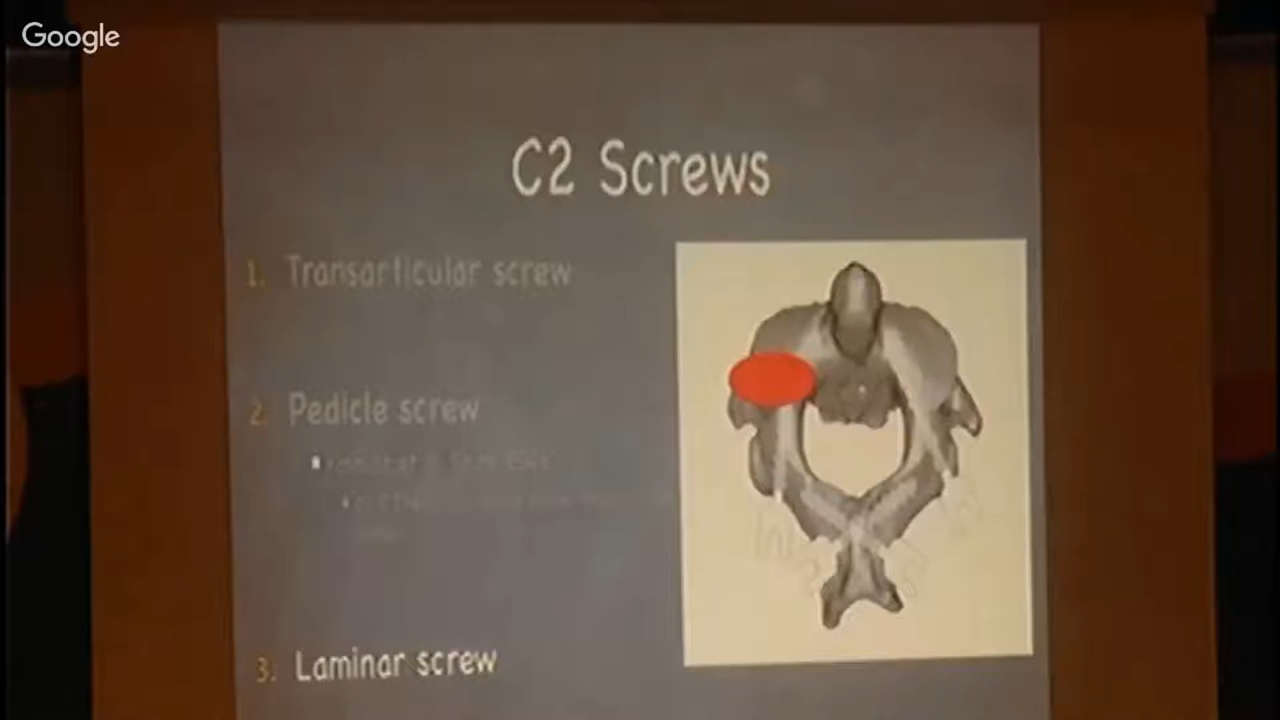 Google
C2 Screws
1. Transarticular screw
2. Pedicle screw
3. Laminar screw